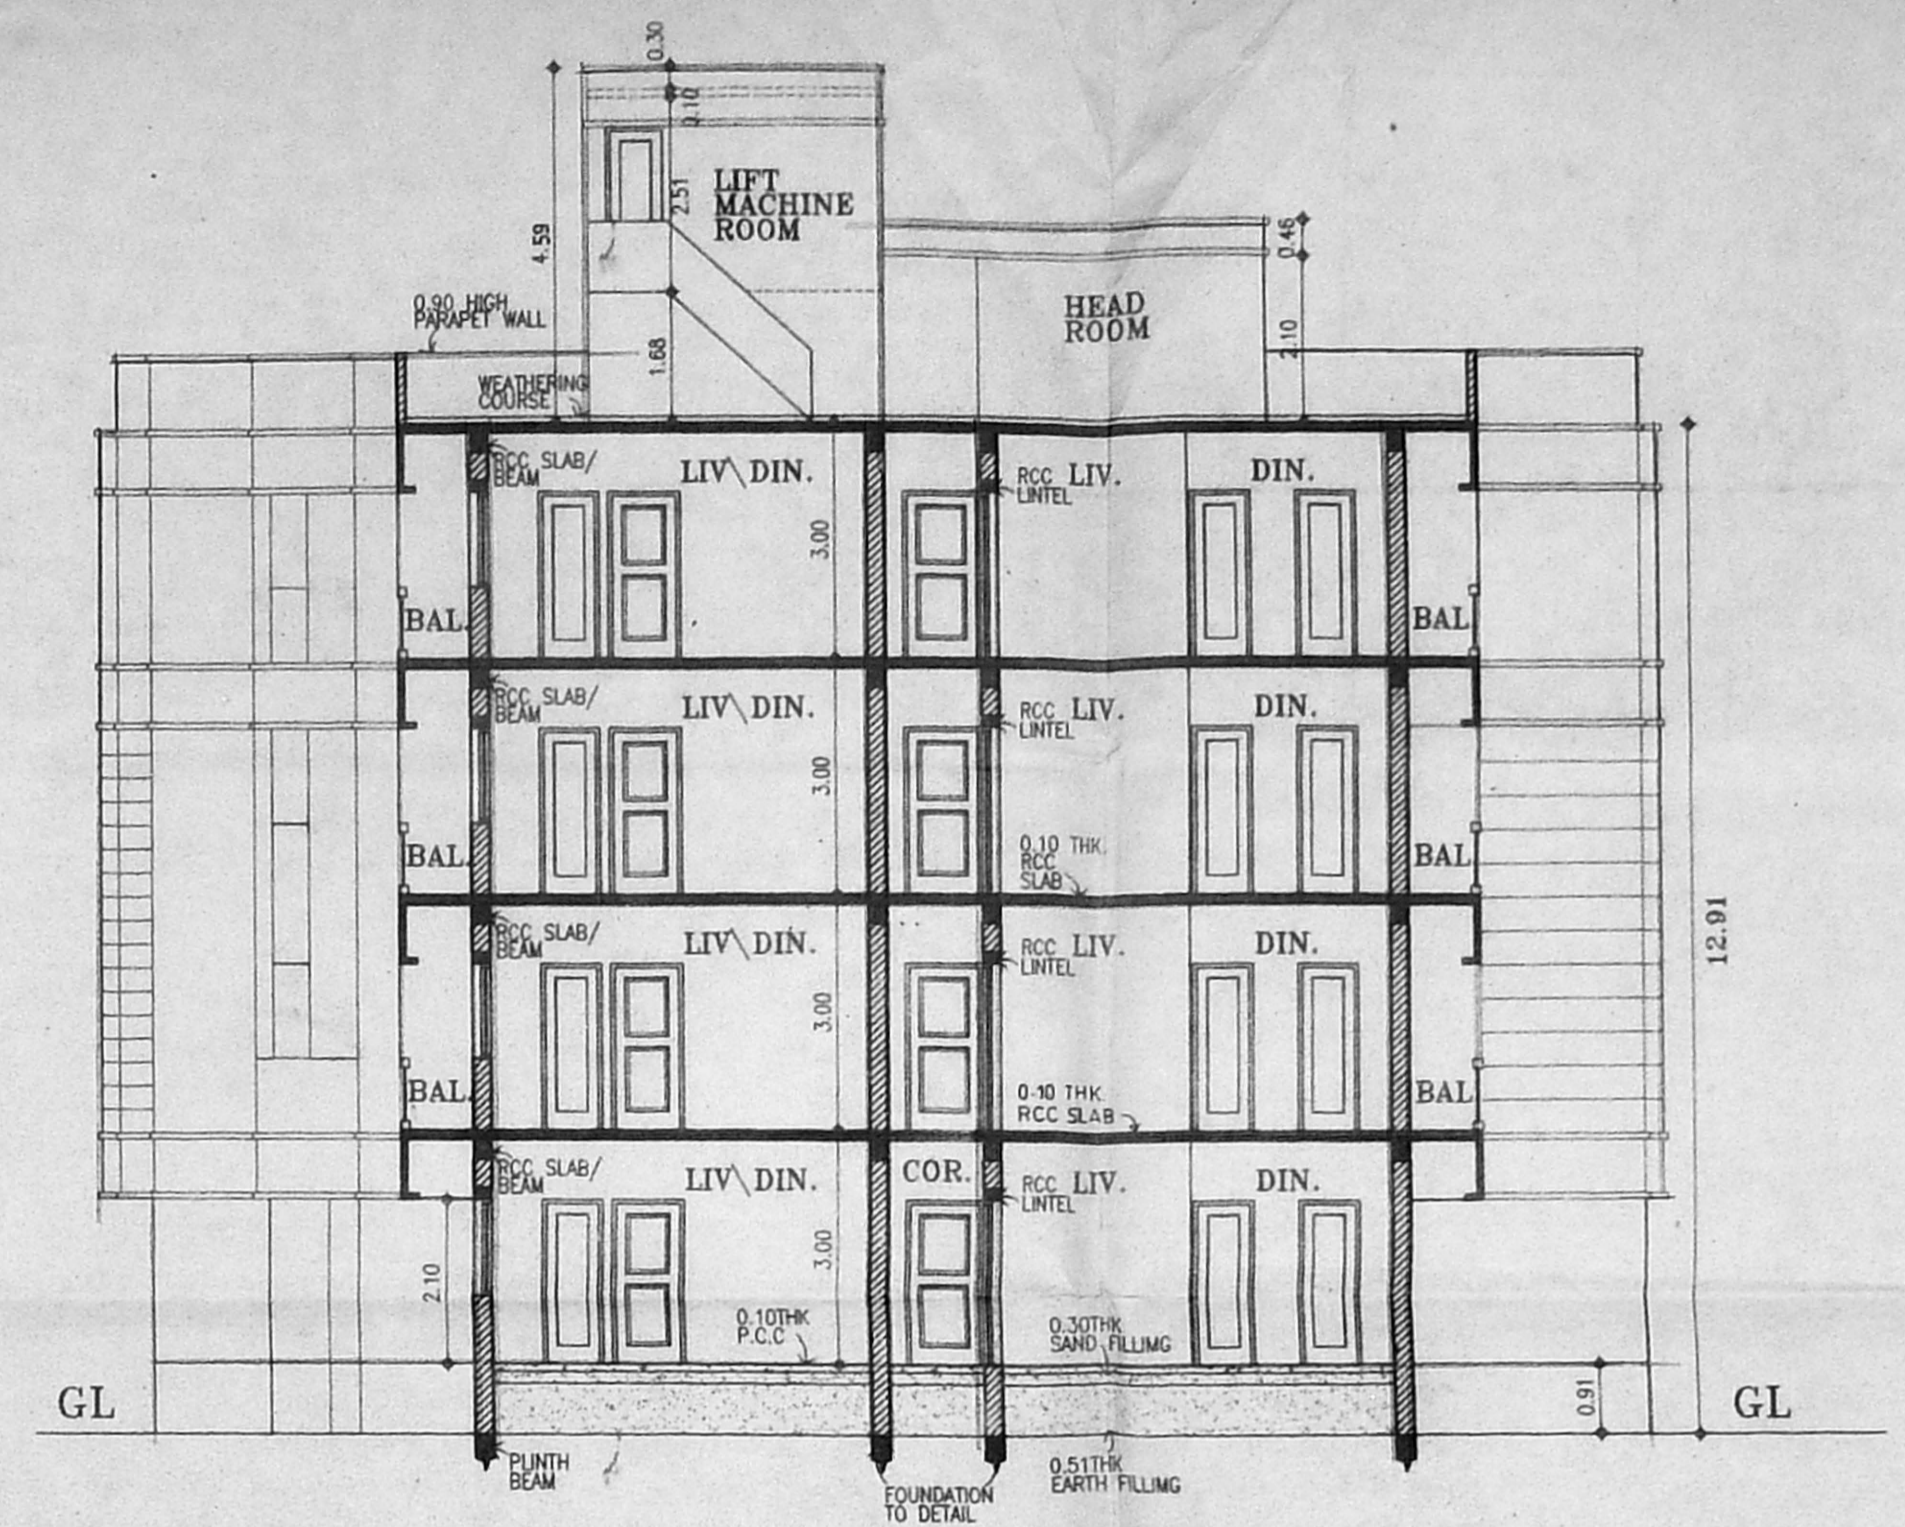 0.30
0.10
2.51
LIFT
MACHINE
ROOM
4.59
0.46
0.90 HIGH
PARAPET WALL
HEAD
ROOM
2.10
1.68
WEATHERING
COURSE
RCC SLAB/
BEAM
LIV\DIN.
RCC LIV.
LINTEL
DIN.
3.00
BAL.
BAL
RCC SLAB/
BEAM
LIV\DIN.
RCC LIV.
LINTEL
DIN.
3.00
0.10 THK.
RCC
SLAB
BAL.
BAL
12.91
RCC SLAB/
BEAM
LIV\DIN.
RCC LIV.
LINTEL
DIN.
3.00
0-10 THK.
RCC SLAB
BAL.
BAL
RCC SLAB/
BEAM
LIV\DIN.
COR.
RCC LIV.
LINTEL
DIN.
3.00
2.10
0.10THK
P.C.C
0.30THK
SAND FILLIMG
0.91
GL
GL
PLINTH
BEAM
0.51THK
EARTH FILLIMG
FOUNDATION
TO DETAIL